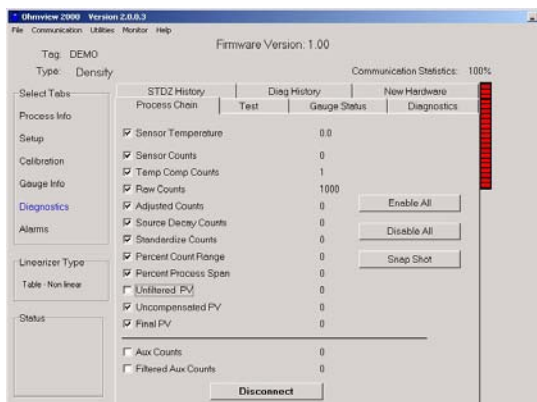 Ohmview 2000 Version 2.0.0.3
File Communication Utilities Monitor Help
Firmware Version: 1.00
Tag: DEMO
Type: Density
Communication Statistics: 100%
Select Tabs
Process Info
Setup
Calibration
Gauge Info
Diagnostics
Alarms
Linearizer Type
Table - Non linear
Status
STDZ History Diag History New Hardware
Process Chain Test Gauge Status Diagnostics
Sensor Temperature 0.0
Sensor Counts 0
Temp Comp Counts 1
Raw Counts 1000
Adjusted Counts 0
Source Decay Counts 0
Standardize Counts 0
Percent Count Range 0
Percent Process Span 0
Unfiltered PV 0
Uncompensated PV 0
Final PV 0
Aux Counts 0
Filtered Aux Counts 0
Enable All
Disable All
Snap Shot
Disconnect